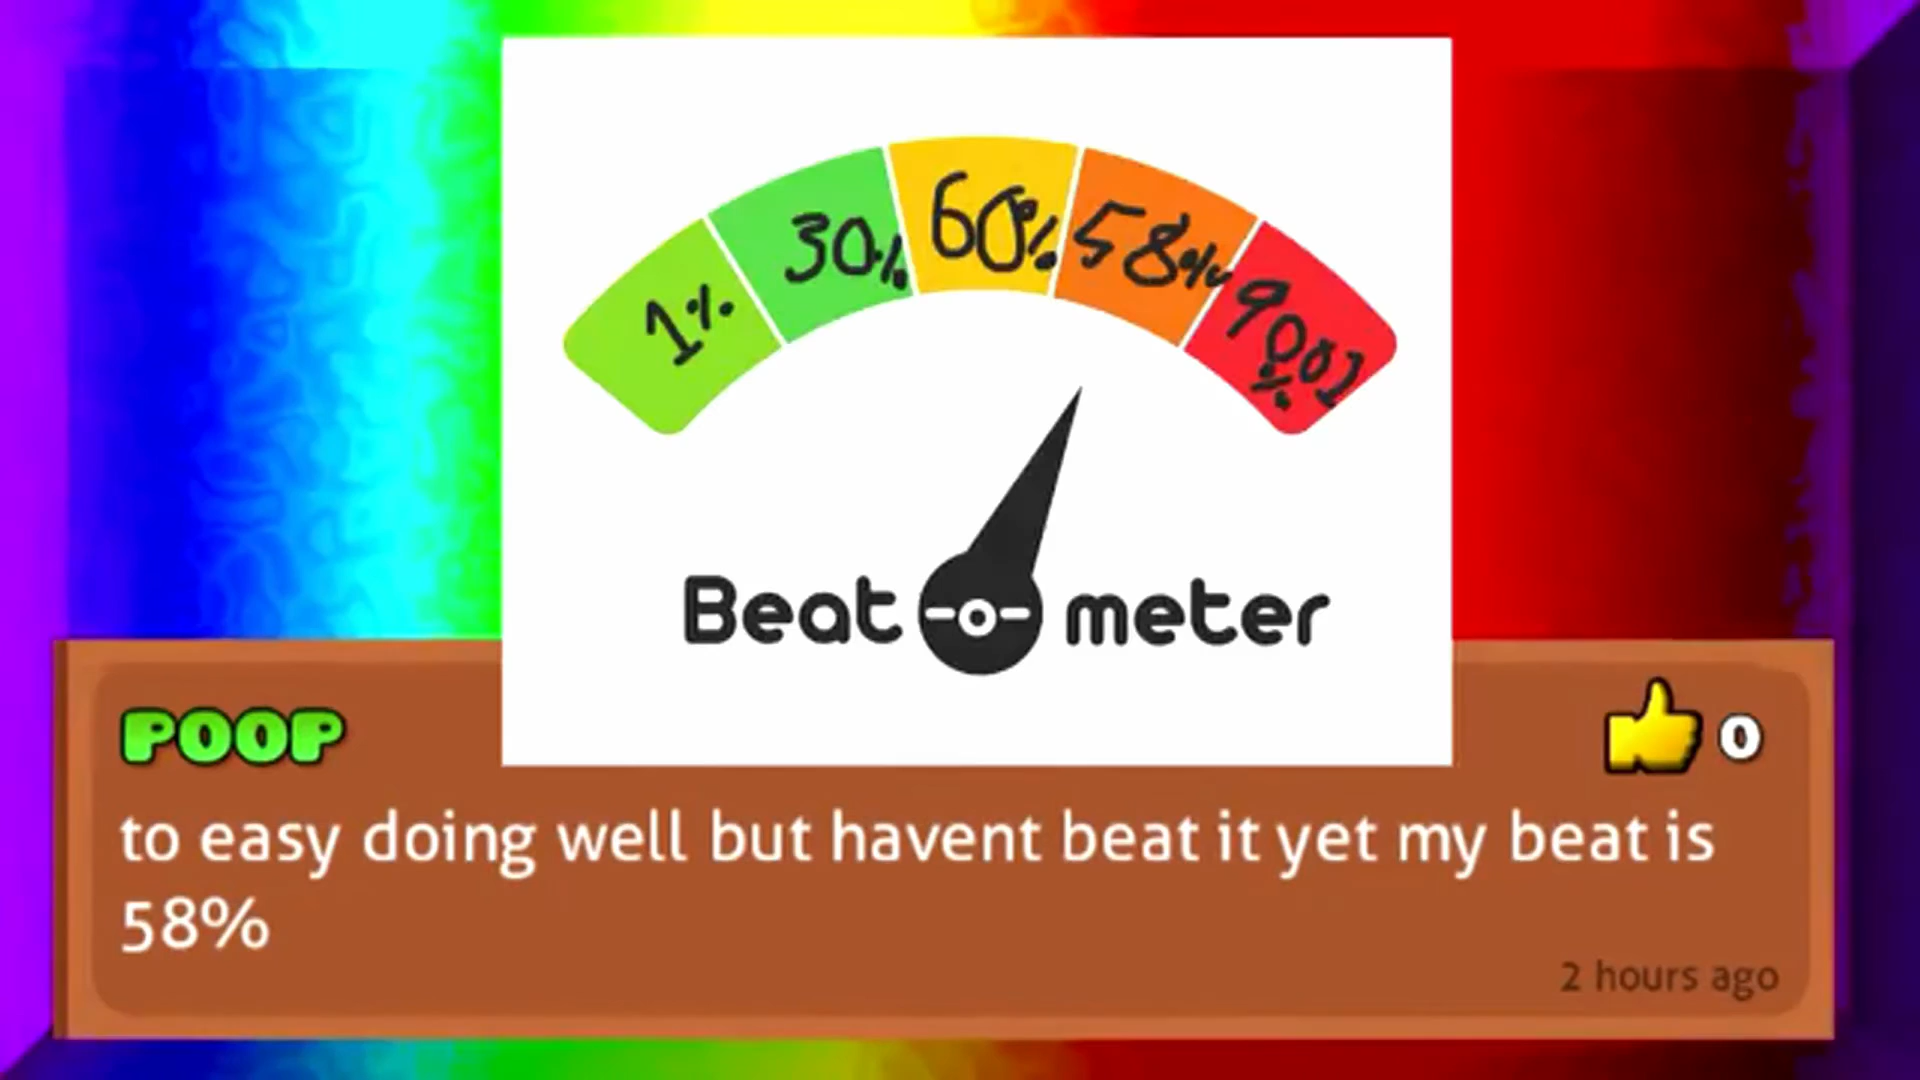 1%
30%
60%
58%
9001
%
Beat meter
POOP
0
to easy doing well but havent beat it yet my beat is
58%
2 hours ago